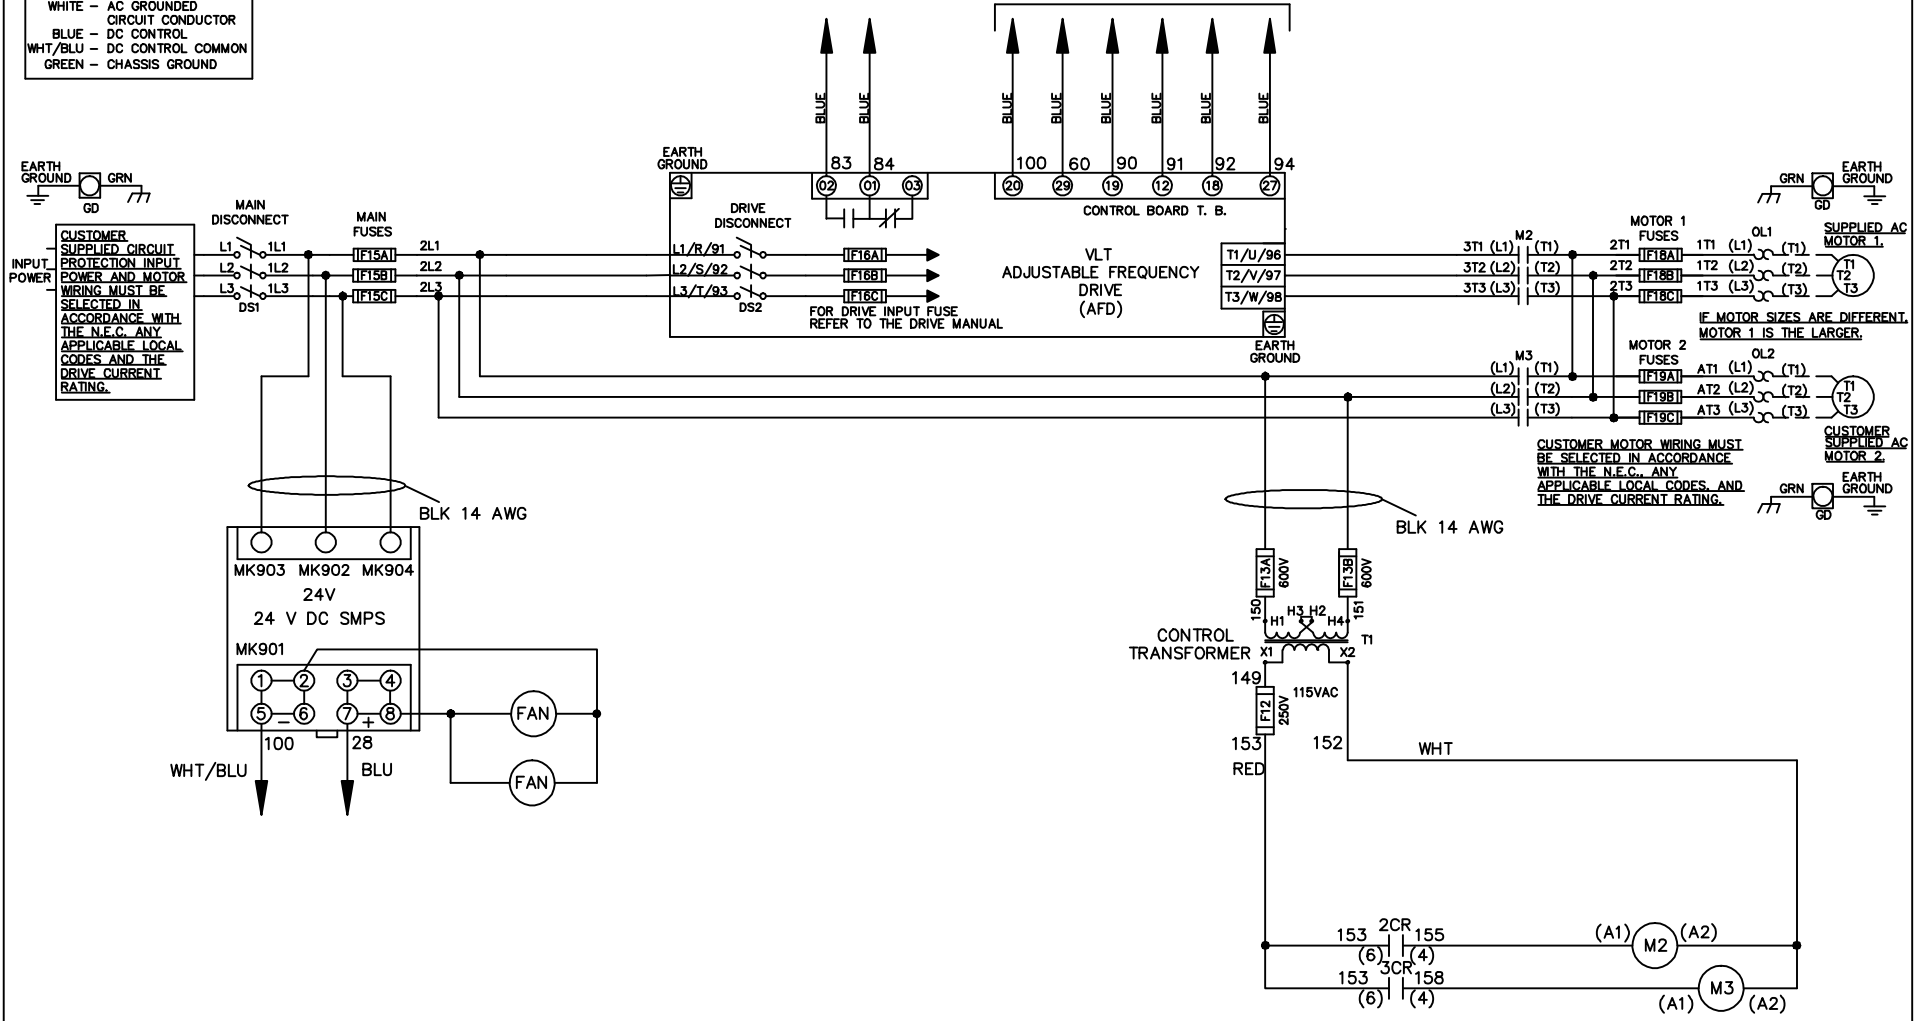 WHITE – AC GROUNDED
CIRCUIT CONDUCTOR
BLUE – DC CONTROL
WHT/BLU – DC CONTROL COMMON
GREEN – CHASSIS GROUND
BLUE BLUE BLUE BLUE BLUE BLUE BLUE BLUE
83 84 100 60 90 91 92 94
EARTH
GROUND
02 01 03 20 29 19 12 18 27
CONTROL BOARD T. B.
EARTH
GROUND
GRN
GD
INPUT
POWER
CUSTOMER
SUPPLIED CIRCUIT
PROTECTION INPUT
POWER AND MOTOR
WIRING MUST BE
SELECTED IN
ACCORDANCE WITH
THE N.E.C. ANY
APPLICABLE LOCAL
CODES AND THE
DRIVE CURRENT
RATING.
MAIN
DISCONNECT
L1 1L1
L2 1L2
L3 1L3
DS1
MAIN
FUSES
F15A 2L1
F15B 2L2
F15C 2L3
DRIVE
DISCONNECT
L1/R/91
L2/S/92
L3/T/93
DS2
F16A
F16B
F16C
FOR DRIVE INPUT FUSE
REFER TO THE DRIVE MANUAL
VLT
ADJUSTABLE FREQUENCY
DRIVE
(AFD)
T1/U/96
T2/V/97
T3/W/98
EARTH
GROUND
M2
3T1 (L1) (T1)
3T2 (L2) (T2)
3T3 (L3) (T3)
MOTOR 1
FUSES
2T1 F18A 1T1 (L1) (T1)
2T2 F18B 1T2 (L2) (T2)
2T3 F18C 1T3 (L3) (T3)
OL1
GRN
GD
EARTH
GROUND
SUPPLIED AC
MOTOR 1.
T1
T2
T3
IF MOTOR SIZES ARE DIFFERENT,
MOTOR 1 IS THE LARGER.
M3
(L1) (T1)
(L2) (T2)
(L3) (T3)
MOTOR 2
FUSES
F19A AT1 (L1) (T1)
F19B AT2 (L2) (T2)
F19C AT3 (L3) (T3)
OL2
T1
T2
T3
CUSTOMER
SUPPLIED AC
MOTOR 2.
CUSTOMER MOTOR WIRING MUST
BE SELECTED IN ACCORDANCE
WITH THE N.E.C., ANY
APPLICABLE LOCAL CODES, AND
THE DRIVE CURRENT RATING.
GRN
GD
EARTH
GROUND
BLK 14 AWG
BLK 14 AWG
MK903 MK902 MK904
24V
24 V DC SMPS
MK901
1 2 3 4
5 – 6 7 + 8
100 28
WHT/BLU BLU
FAN
FAN
F13A 600V
F13B 600V
150 151
H1 H3 H2 H4
CONTROL
TRANSFORMER
X1 X2 T1
149
115VAC
F12 250V
153 152
RED
WHT
2CR
153 155
(6) (4)
(A1) M2 (A2)
3CR
153 158
(6) (4)
(A1) M3 (A2)